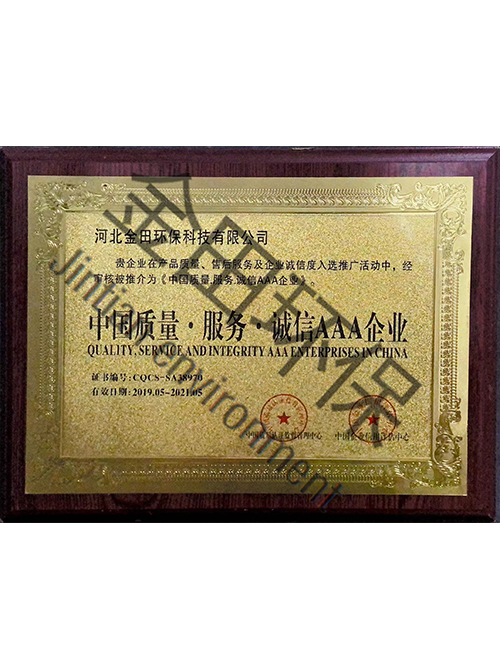 河北金田环保科技有限公司
贵企业在产品质量、售后服务及企业诚信度入选推广活动中，经
审核被推介为《中国质量.服务.诚信AAA企业》。
中国质量·服务·诚信AAA企业
QUALITY, SERVICE AND INTEGRITY AAA ENTERPRISES IN CHINA
证书编号：CQCS-SA38970
有效日期：2019.05-2021.05
金田环保
Jintian environment